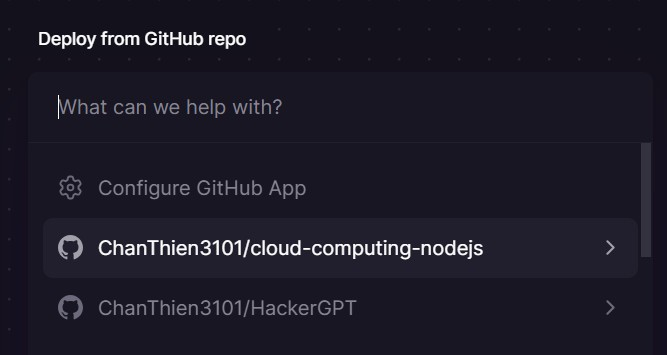 Deploy from GitHub repo
What can we help with?
Configure GitHub App
ChanThien3101/cloud-computing-nodejs
ChanThien3101/HackerGPT